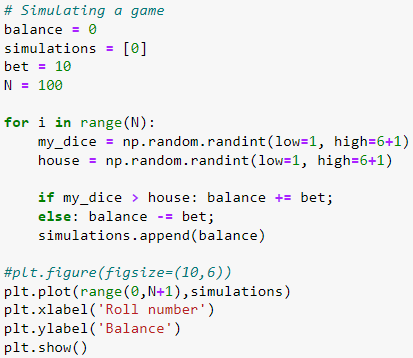 # Simulating a game
balance = 0
simulations = [0]
bet = 10
N = 100

for i in range(N):
    my_dice = np.random.randint(low=1, high=6+1)
    house = np.random.randint(low=1, high=6+1)

    if my_dice > house: balance += bet;
    else: balance -= bet;
    simulations.append(balance)

#plt.figure(figsize=(10,6))
plt.plot(range(0,N+1),simulations)
plt.xlabel('Roll number')
plt.ylabel('Balance')
plt.show()